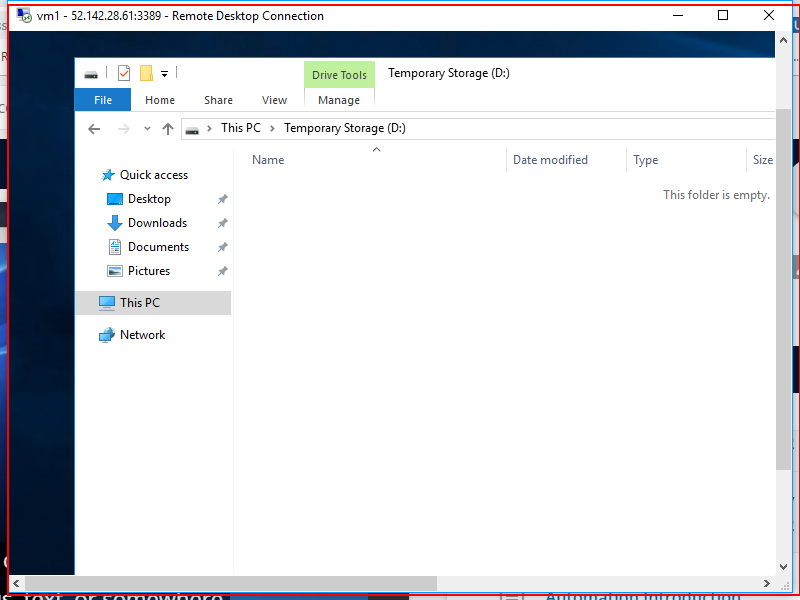 vm1 - 52.142.28.61:3389 - Remote Desktop Connection
Drive Tools
Temporary Storage (D:)
File
Home
Share
View
Manage
This PC
Temporary Storage (D:)
Name
Date modified
Type
Size
This folder is empty.
Quick access
Desktop
Downloads
Documents
Pictures
This PC
Network